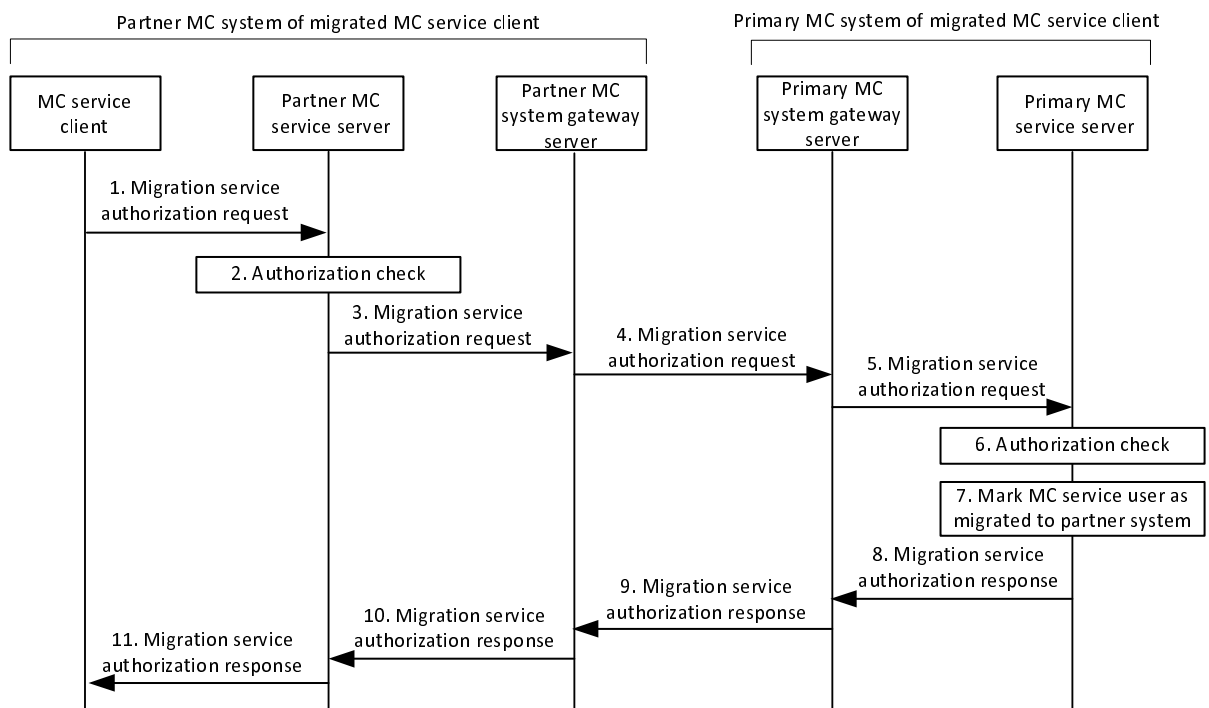 Partner MC system of migrated MC service client
Primary MC system of migrated MC service client
MC service
client
Partner MC
service server
Partner MC
system gateway
server
Primary MC
system gateway
server
Primary MC
service server
1. Migration service
authorization request
2. Authorization check
3. Migration service
authorization request
4. Migration service
authorization request
5. Migration service
authorization request
6. Authorization check
7. Mark MC service user as
migrated to partner system
8. Migration service
authorization response
9. Migration service
authorization response
10. Migration service
authorization response
11. Migration service
authorization response